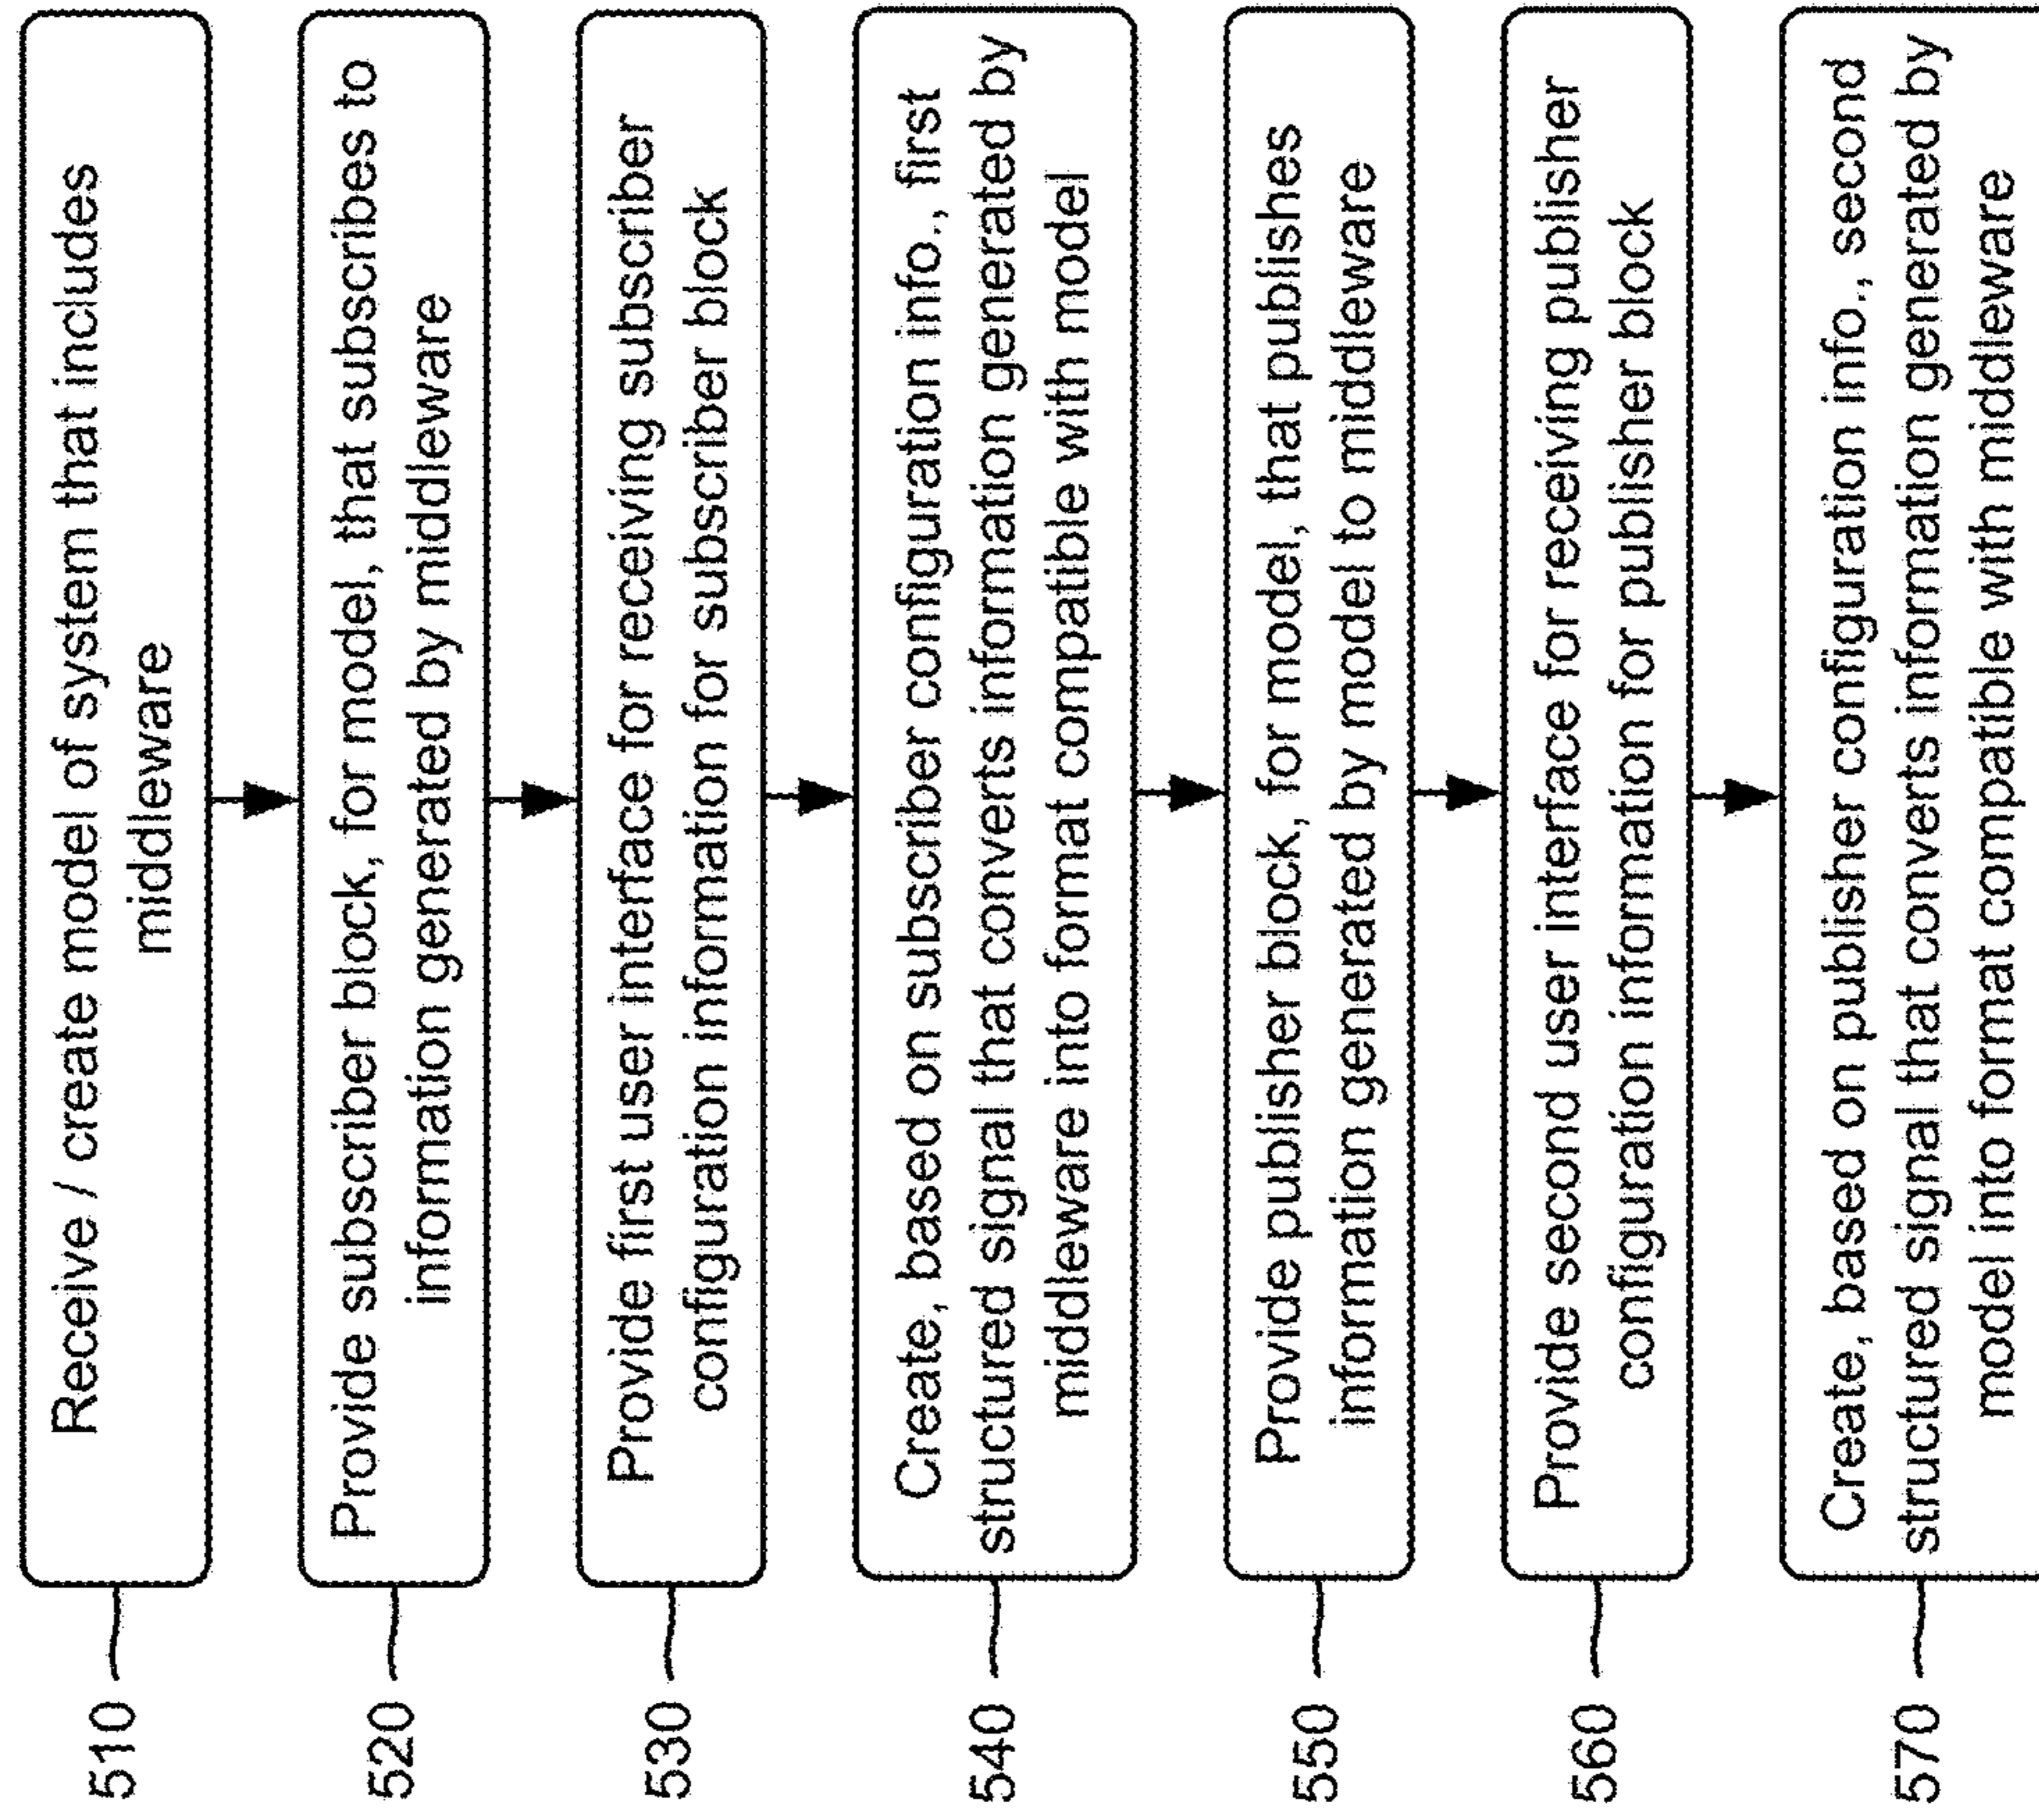 510
Receive / create model of system that includes
middleware
520
Provide subscriber block, for model, that subscribes to
information generated by middleware
530
Provide first user interface for receiving subscriber
configuration information for subscriber block
540
Create, based on subscriber configuration info., first
structured signal that converts information generated by
middleware into format compatible with model
550
Provide publisher block, for model, that publishes
information generated by model to middleware
560
Provide second user interface for receiving publisher
configuration information for publisher block
570
Create, based on publisher configuration info., second
structured signal that converts information generated by
model into format compatible with middleware